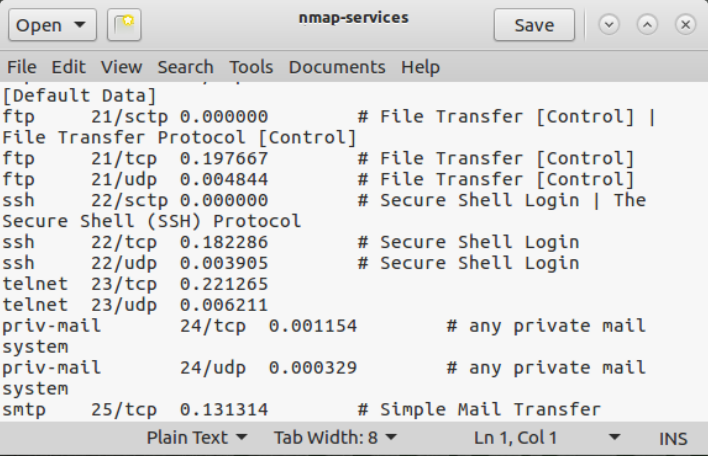 nmap-services
Open
Save
File Edit View Search Tools Documents Help
[Default Data]
ftp 21/sctp 0.000000 # File Transfer [Control] |
File Transfer Protocol [Control]
ftp 21/tcp 0.197667 # File Transfer [Control]
ftp 21/udp 0.004844 # File Transfer [Control]
ssh 22/sctp 0.000000 # Secure Shell Login | The
Secure Shell (SSH) Protocol
ssh 22/tcp 0.182286 # Secure Shell Login
ssh 22/udp 0.003905 # Secure Shell Login
telnet 23/tcp 0.221265
telnet 23/udp 0.006211
priv-mail 24/tcp 0.001154 # any private mail
system
priv-mail 24/udp 0.000329 # any private mail
system
smtp 25/tcp 0.131314 # Simple Mail Transfer
Plain Text Tab Width: 8 Ln 1, Col 1 INS